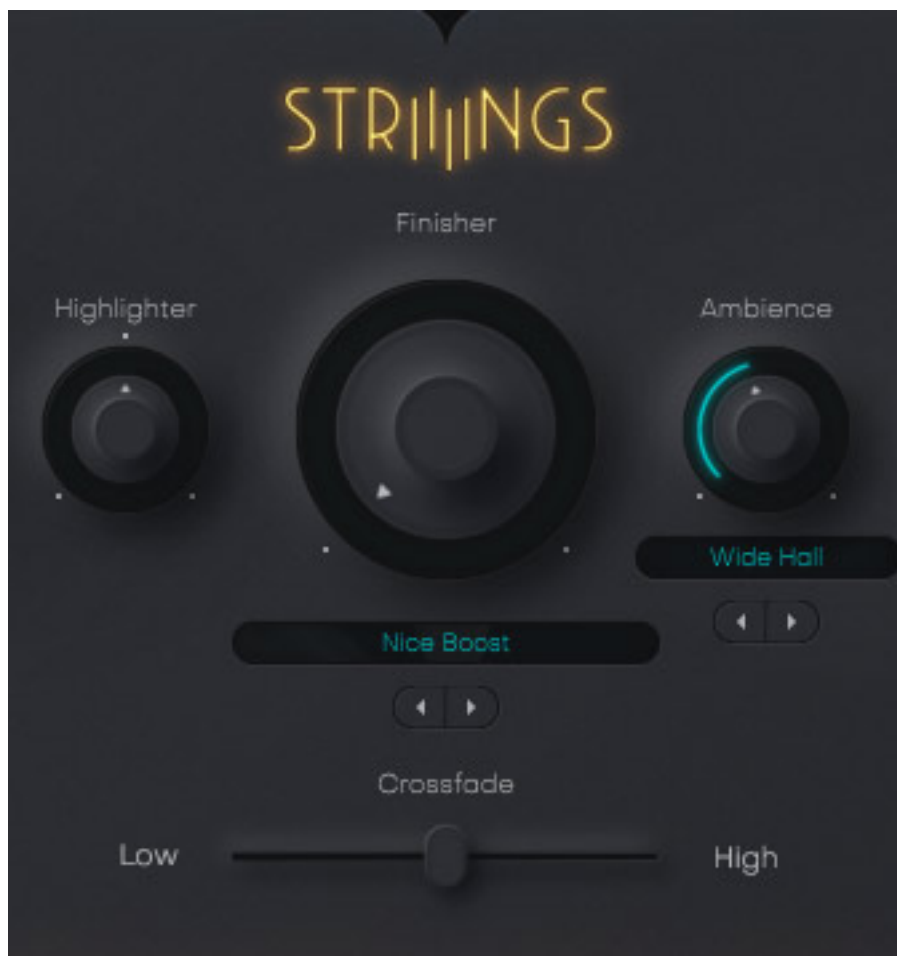 STRIIIINGS
Finisher
Highlighter
Ambience
Wide Hall
Nice Boost
Crossfade
Low
High